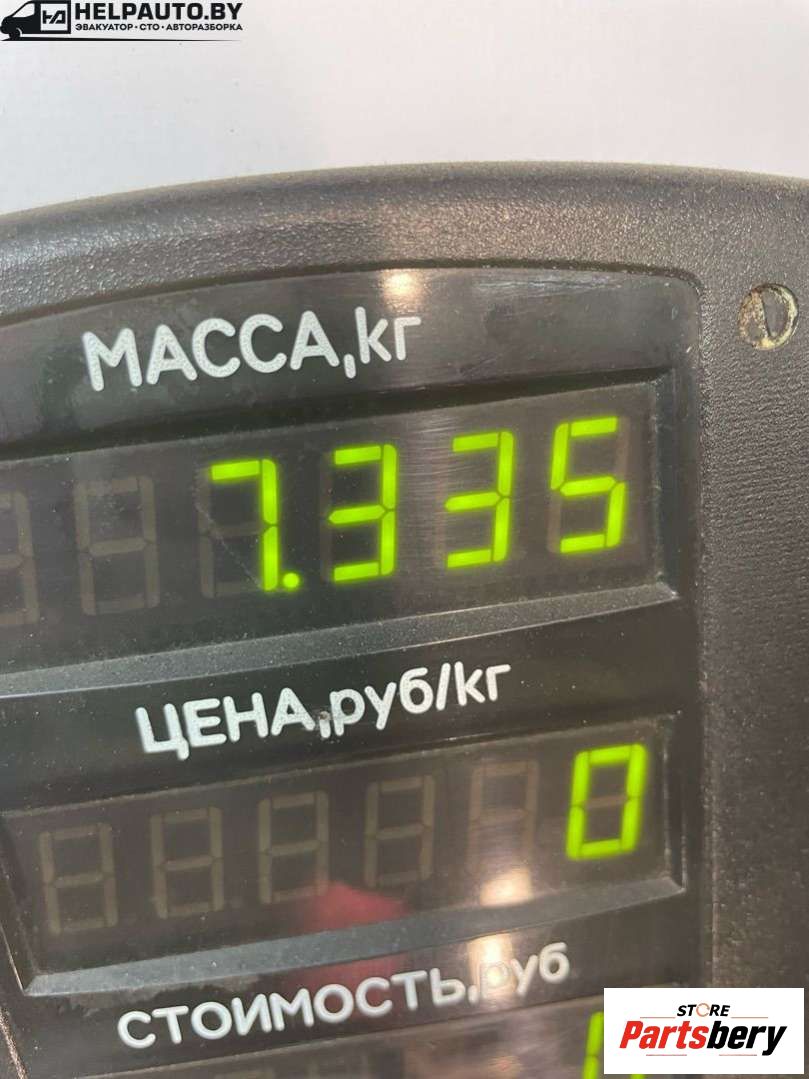 HELPAUTO.BY
ЭВАКУАТОР·СТО·АВТОРАЗБОРКА
МАССА,кг
7.335
ЦЕНА,руб/кг
0
СТОИМОСТЬ,руб
STORE
Partsbery